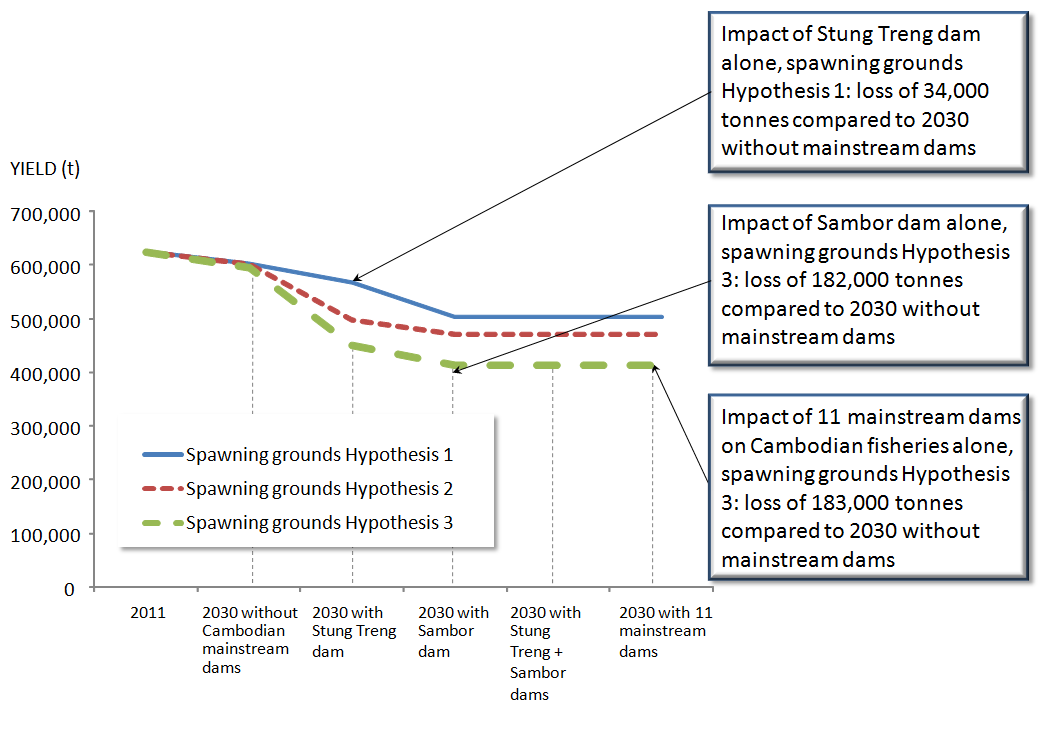 Impact of Stung Treng dam
alone, spawning grounds
Hypothesis 1: loss of 34,000
tonnes compared to 2030
without mainstream dams
YIELD (t)
700,000
600,000
500,000
400,000
300,000
200,000
100,000
0
Impact of Sambor dam alone,
spawning grounds Hypothesis
3: loss of 182,000 tonnes
compared to 2030 without
mainstream dams
Impact of 11 mainstream dams
on Cambodian fisheries alone,
spawning grounds Hypothesis
3: loss of 183,000 tonnes
compared to 2030 without
mainstream dams
Spawning grounds Hypothesis 1
Spawning grounds Hypothesis 2
Spawning grounds Hypothesis 3
2011
2030 without
Cambodian
mainstream
dams
2030 with
Stung Treng
dam
2030 with
Sambor
dam
2030 with
Stung
Treng +
Sambor
dams
2030 with 11
mainstream
dams